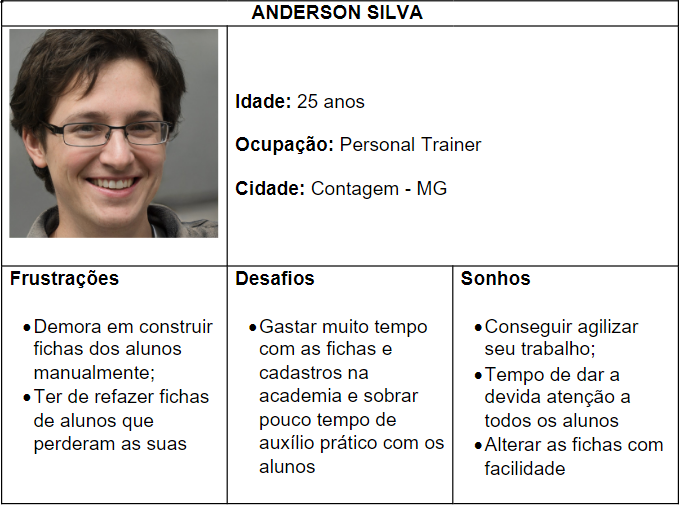 ANDERSON SILVA
Idade: 25 anos
Ocupação: Personal Trainer
Cidade: Contagem - MG
Frustrações
• Demora em construir
fichas dos alunos
manualmente;
• Ter de refazer fichas
de alunos que
perderam as suas
Desafios
• Gastar muito tempo
com as fichas e
cadastros na
academia e sobrar
pouco tempo de
auxílio prático com os
alunos
Sonhos
• Conseguir agilizar
seu trabalho;
• Tempo de dar a
devida atenção a
todos os alunos
• Alterar as fichas com
facilidade